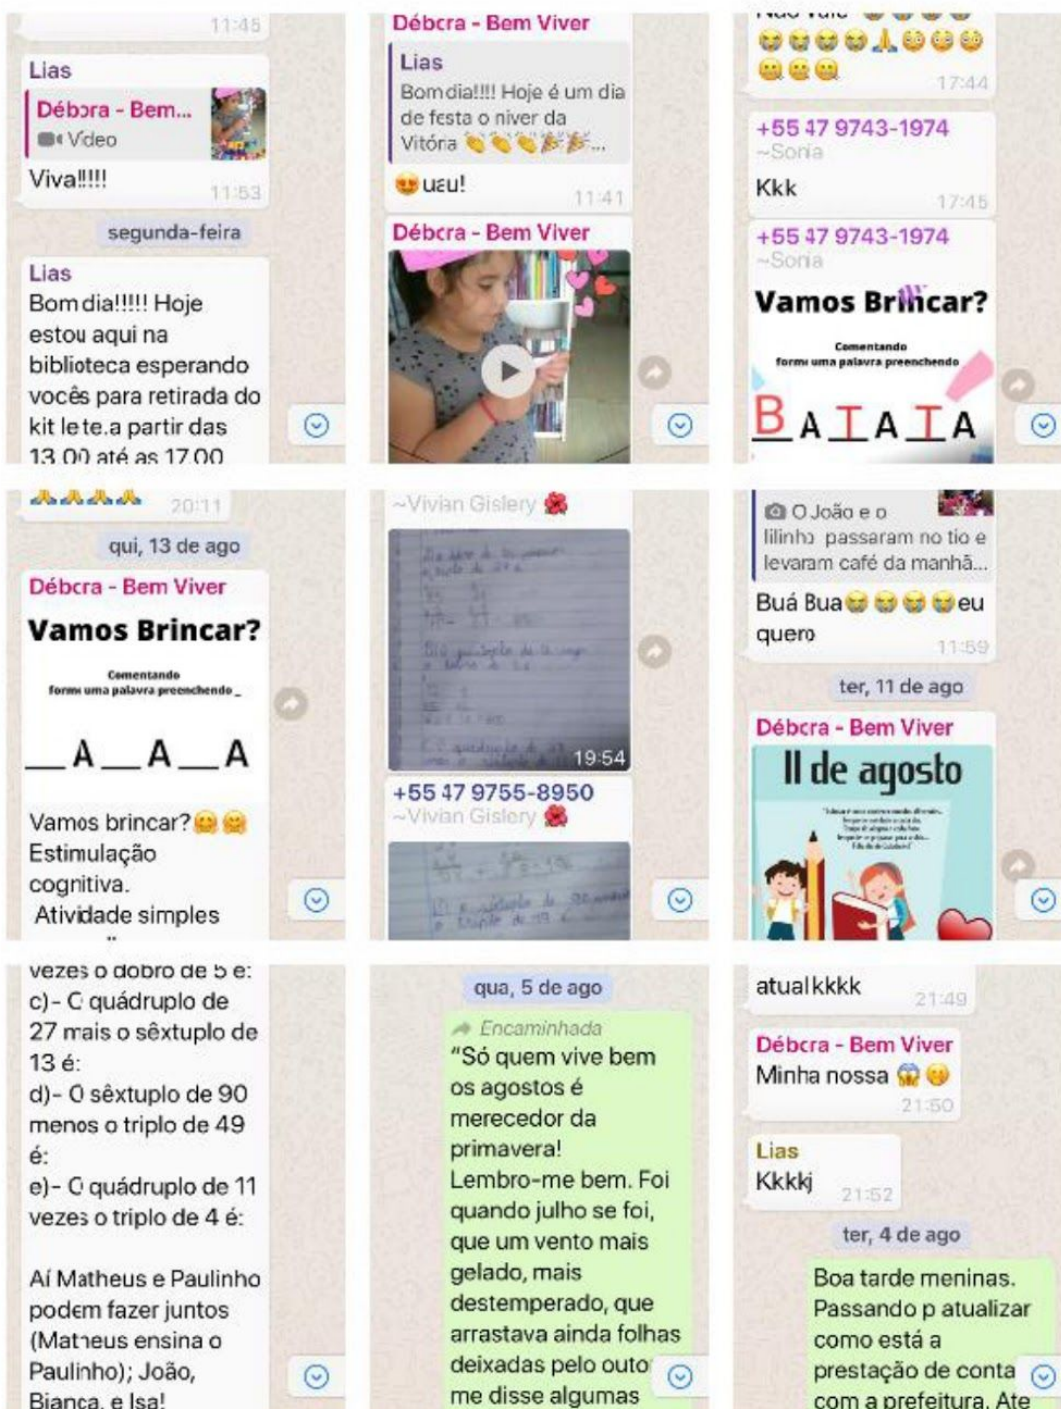 11:45
Lias
Débora - Bem...
Vídeo
Viva!!!!!
11:53
segunda-feira
Lias
Bom dia!!!!! Hoje
estou aqui na
biblioteca esperando
vocês para retirada do
kit lete.a partir das
13 00 até as 17 00
Débora - Bem Viver
Lias
Bom dia!!!! Hoje é um dia
de festa o niver da
Vitória 👏👏👏🎉🎉...
😍 uau!
11:41
Débora - Bem Viver
😭😭😭😭🙏😳😳😳
🤐🤐🤐
17:44
+55 47 9743-1974
~Sonia
Kkk
17:45
+55 47 9743-1974
~Sonia
Vamos Brincar?
Comentando
forme uma palavra preenchendo
B A T A T A
🙏🙏🙏🙏 20:11
qui, 13 de ago
Débora - Bem Viver
Vamos Brincar?
Comentando
forme uma palavra preenchendo _
__ A __ A __ A
Vamos brincar?🤗🤗
Estimulação
cognitiva.
Atividade simples
~Vivian Gislery 🌺
19:54
+55 47 9755-8950
~Vivian Gislery 🌺
O João e o
lilinho passaram no tio e
levaram café da manhã...
Buá Bua😭😭😭😭eu
quero
11:59
ter, 11 de ago
Débora - Bem Viver
11 de agosto
vezes o dobro de 5 é:
c)- O quádruplo de
27 mais o sêxtuplo de
13 é:
d)- O sêxtuplo de 90
menos o triplo de 49
é:
e)- O quádruplo de 11
vezes o triplo de 4 é:
Aí Matheus e Paulinho
podem fazer juntos
(Matheus ensina o
Paulinho); João,
Bianca, e Isa!
qua, 5 de ago
Encaminhada
"Só quem vive bem
os agostos é
merecedor da
primavera!
Lembro-me bem. Foi
quando julho se foi,
que um vento mais
gelado, mais
destemperado, que
arrastava ainda folhas
deixadas pelo
me disse algumas
atualkkkk
21:49
Débora - Bem Viver
Minha nossa 😱🤭
21:50
Lias
Kkkkj
21:52
ter, 4 de ago
Boa tarde meninas.
Passando p atualizar
como está a
prestação de conta
com a prefeitura. Ate